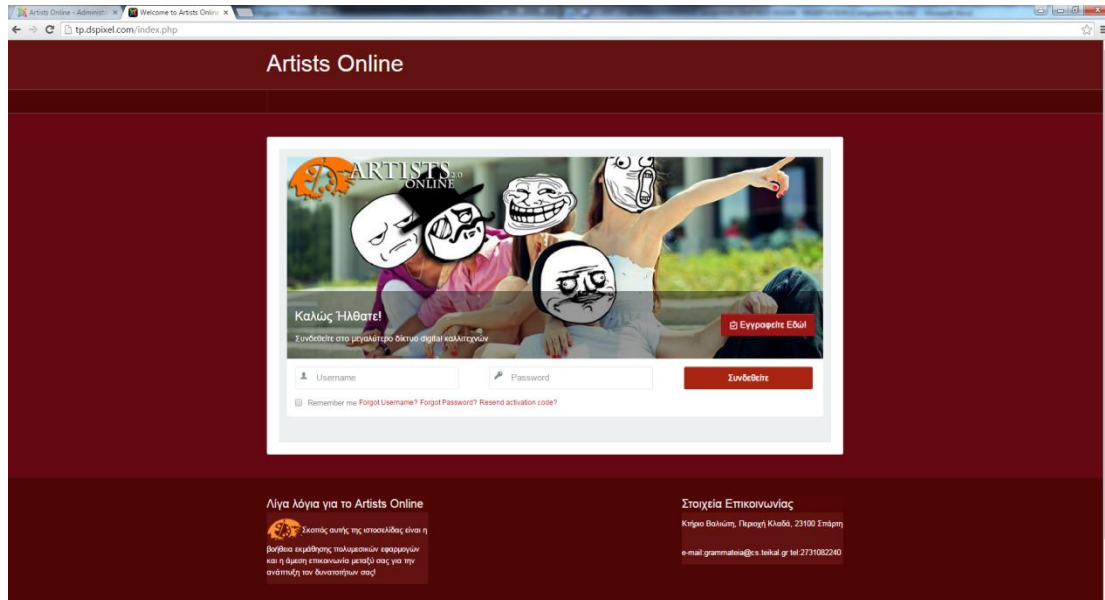 Artists Online - Administ
Welcome to Artists Online
tp.dspixel.com/index.php
Artists Online
ARTISTS 2.0
ONLINE
Καλώς Ήλθατε!
Συνδεθείτε στο μεγαλύτερο δίκτυο digital καλλιτεχνών
Εγγραφείτε Εδώ!
Username
Password
Συνδεθείτε
Remember me Forgot Username? Forgot Password? Resend activation code?
Λίγα λόγια για το Artists Online
Σκοπός αυτής της ιστοσελίδας είναι η
βοήθεια εκμάθησης πολυμεσικών εφαρμογών
και η άμεση επικοινωνία μεταξύ σας για την
ανάπτυξη τον δυνατοτήτων σας!
Στοιχεία Επικοινωνίας
Κτήριο Βαλιώτη, Περιοχή Κλαδά, 23100 Σπάρτη
e-mail:grammateia@cs.teikal.gr tel:2731082240